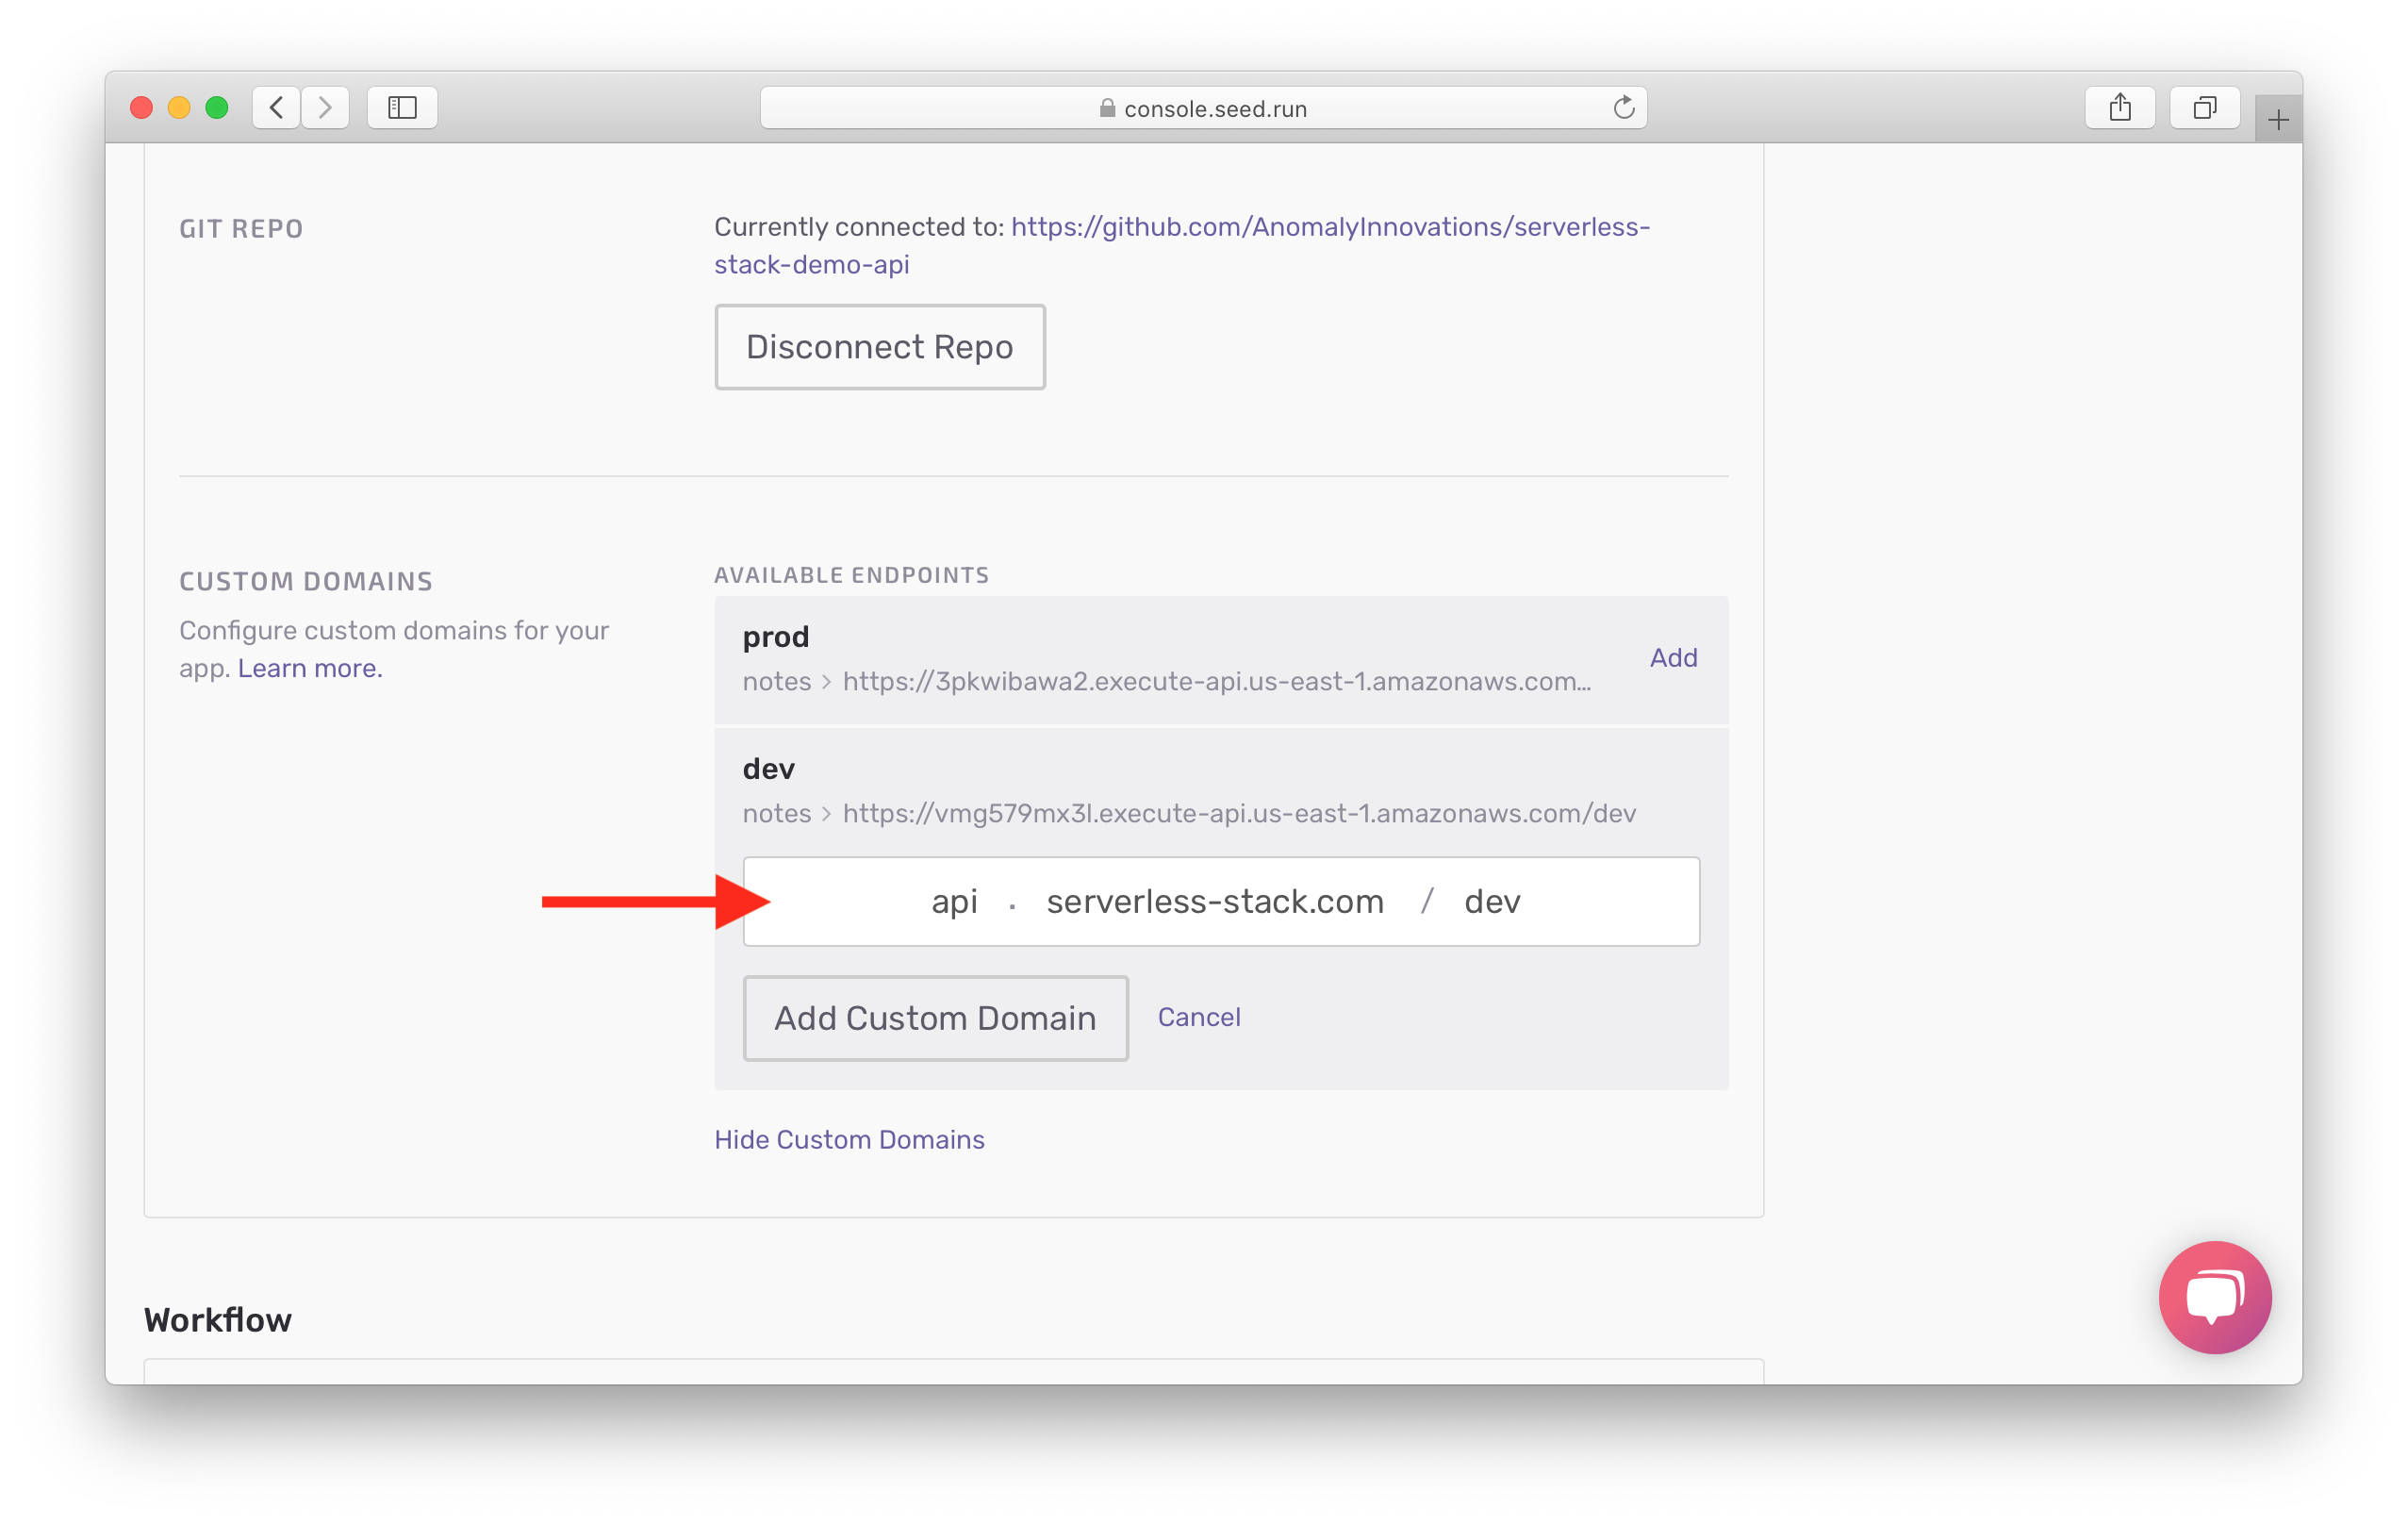 console.seed.run
GIT REPO
Currently connected to: https://github.com/AnomalyInnovations/serverless-
stack-demo-api
Disconnect Repo
CUSTOM DOMAINS
Configure custom domains for your
app. Learn more.
AVAILABLE ENDPOINTS
prod
notes > https://3pkwibawa2.execute-api.us-east-1.amazonaws.com...
Add
dev
notes > https://vmg579mx3l.execute-api.us-east-1.amazonaws.com/dev
api . serverless-stack.com / dev
Add Custom Domain
Cancel
Hide Custom Domains
Workflow